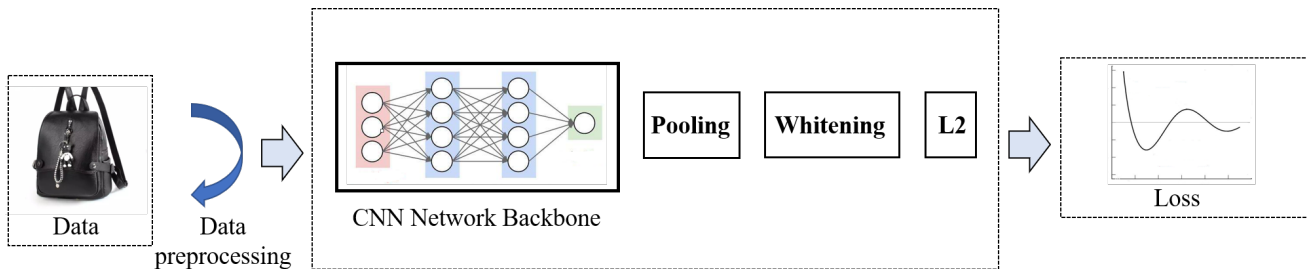 Data
Data
preprocessing
CNN Network Backbone
Pooling
Whitening
L2
Loss